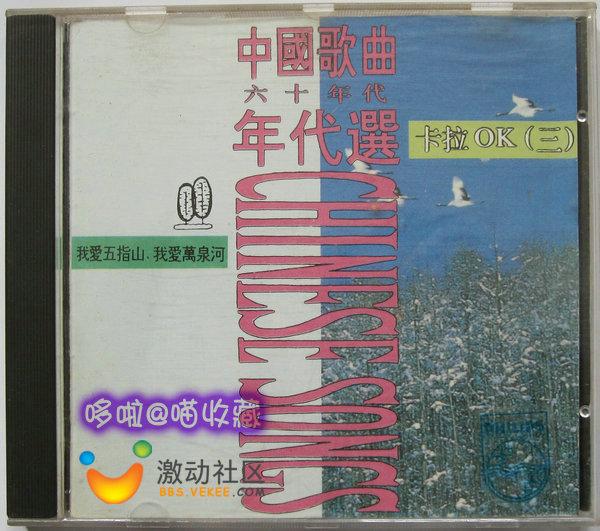 中國歌曲
六十年代
年代選
卡拉OK(三)
CHINESE SONGS
我愛五指山、我愛萬泉河
哆啦@喵收藏
激动社区
BBS.VEKEE.COM
PHILIPS